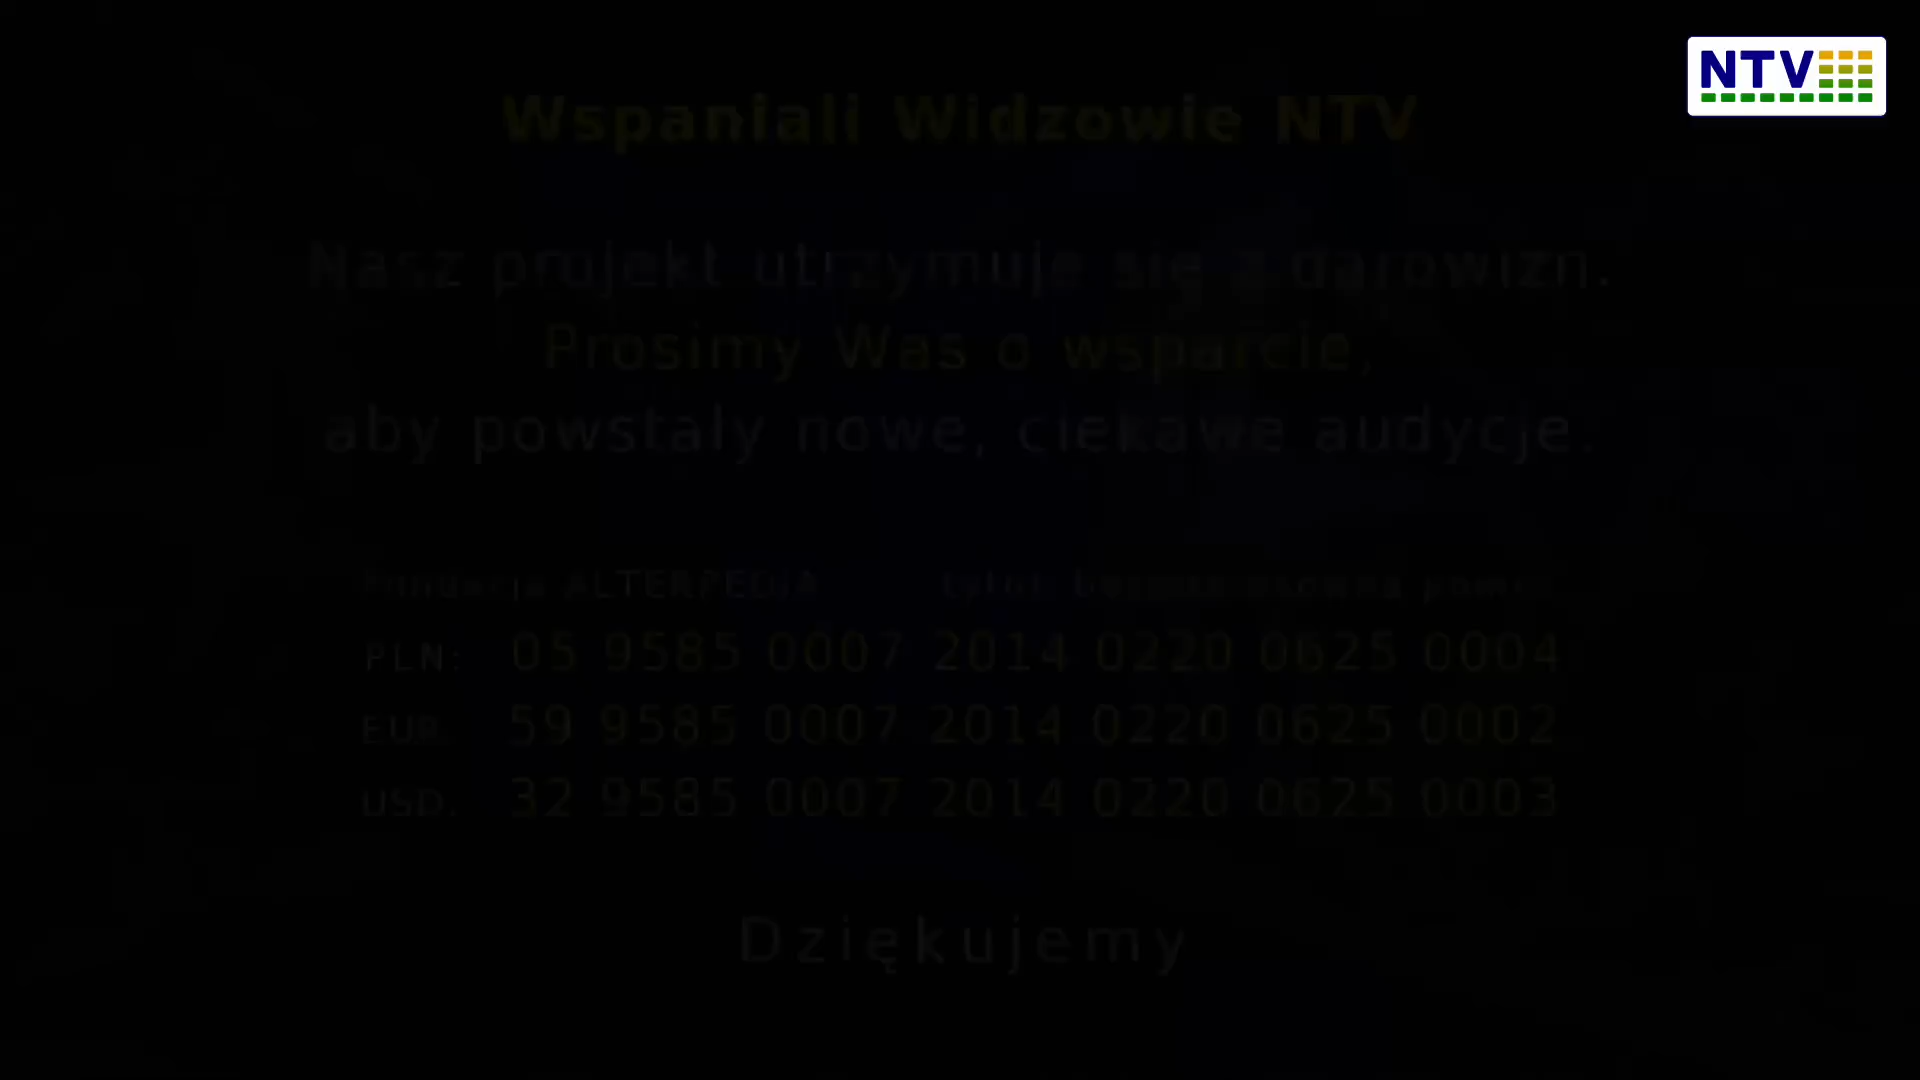 NTV
Wspaniali Widzowie NTV
Nasz projekt utrzymuje się z darowizn.
Prosimy Was o wsparcie,
aby powstały nowe, ciekawe audycje.
Fundacja ALTERPEDIA tytuł:
PLN: 05 9585 0007 2014 0220 0625 0004
EUR: 59 9585 0007 2014 0220 0625 0002
USD: 32 9585 0007 2014 0220 0625 0003
Dziękujemy